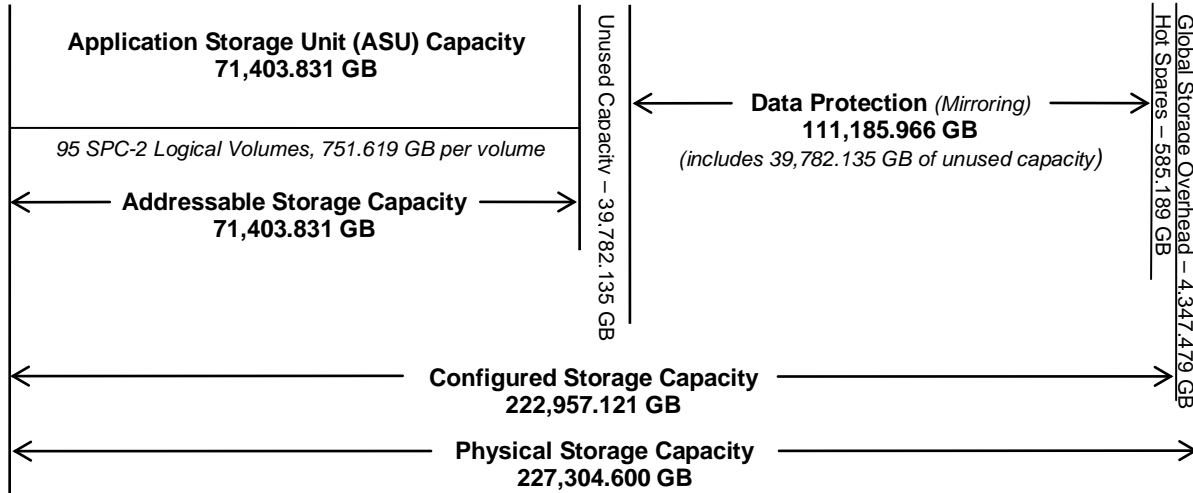 Application Storage Unit (ASU) Capacity
71,403.831 GB
95 SPC-2 Logical Volumes, 751.619 GB per volume
Addressable Storage Capacity
71,403.831 GB
Unused Capacity – 39,782.135 GB
Data Protection (Mirroring)
111,185.966 GB
(includes 39,782.135 GB of unused capacity)
Hot Spares – 585.189 GB
Global Storage Overhead – 4,347.479 GB
Configured Storage Capacity
222,957.121 GB
Physical Storage Capacity
227,304.600 GB